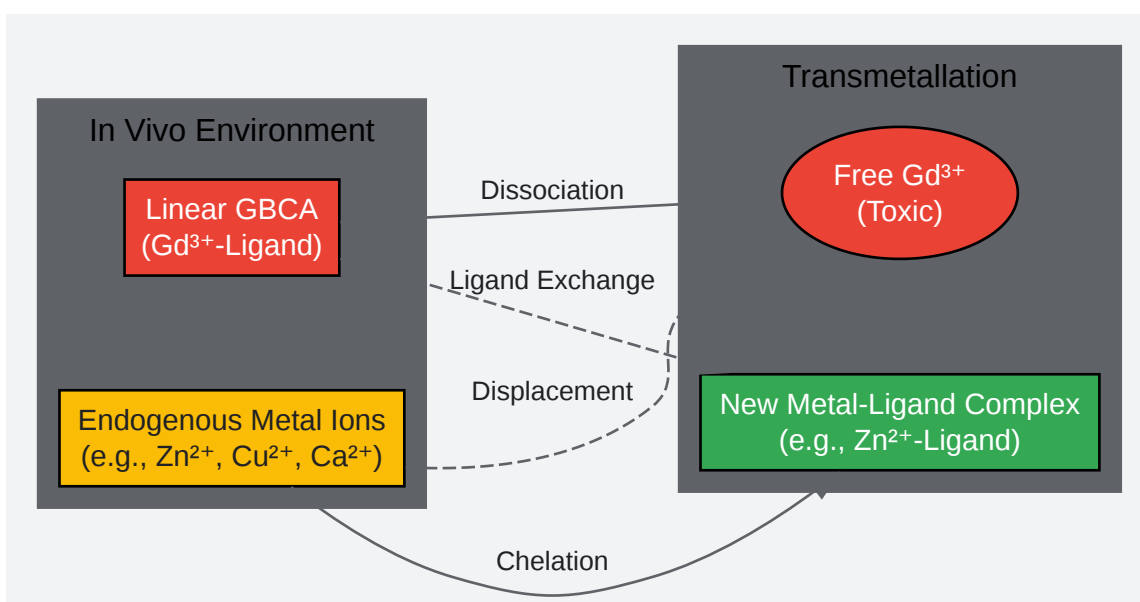 In Vivo Environment
Linear GBCA
(Gd³⁺-Ligand)
Endogenous Metal Ions
(e.g., Zn²⁺, Cu²⁺, Ca²⁺)
Dissociation
Ligand Exchange
Displacement
Chelation
Transmetallation
Free Gd³⁺
(Toxic)
New Metal-Ligand Complex
(e.g., Zn²⁺-Ligand)